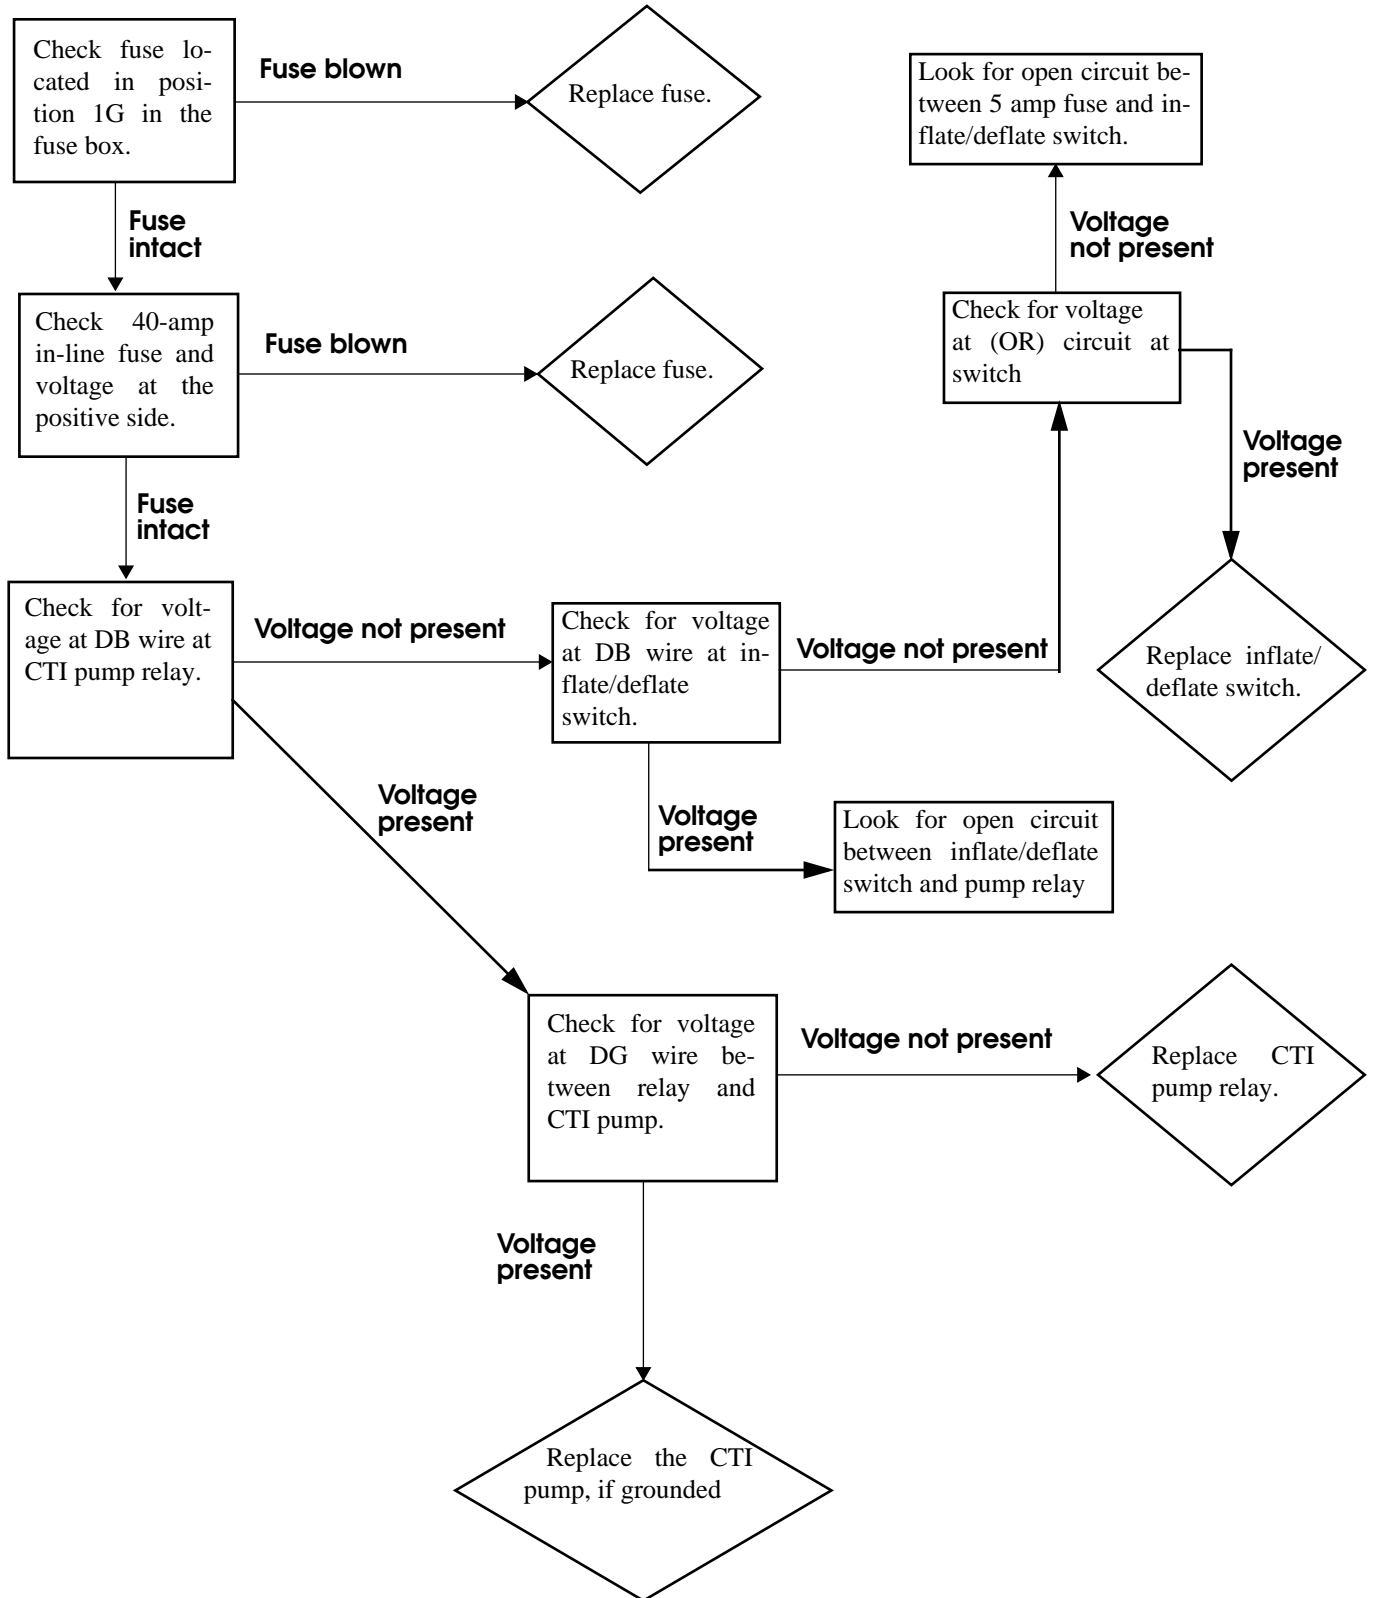 Check fuse lo-
cated in posi-
tion 1G in the
fuse box.
Fuse blown
Replace fuse.
Look for open circuit be-
tween 5 amp fuse and in-
flate/deflate switch.
Fuse
intact
Voltage
not present
Check 40-amp
in-line fuse and
voltage at the
positive side.
Fuse blown
Replace fuse.
Check for voltage
at (OR) circuit at
switch
Voltage
present
Fuse
intact
Check for volt-
age at DB wire at
CTI pump relay.
Voltage not present
Check for voltage
at DB wire at in-
flate/deflate
switch.
Voltage not present
Replace inflate/
deflate switch.
Voltage
present
Voltage
present
Look for open circuit
between inflate/deflate
switch and pump relay
Check for voltage
at DG wire be-
tween relay and
CTI pump.
Voltage not present
Replace CTI
pump relay.
Voltage
present
Replace the CTI
pump, if grounded